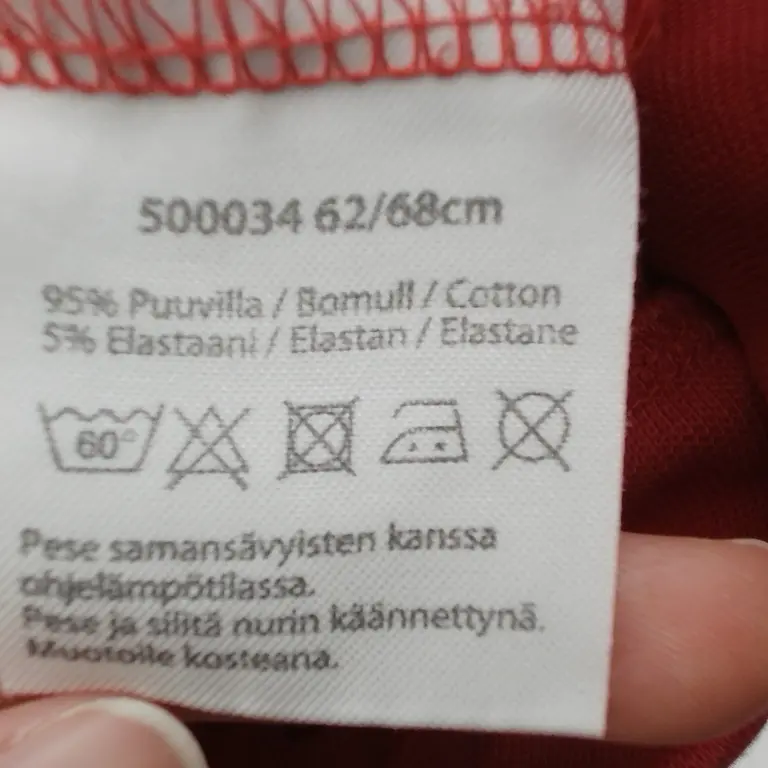 500034 62/68cm
95% Puuvilla / Bomull / Cotton
5% Elastaani / Elastan / Elastane
60°
Pese samansävyisten kanssa
ohjelämpötilassa.
Pese ja silitä nurin käännettynä.
Muotoile kosteana.